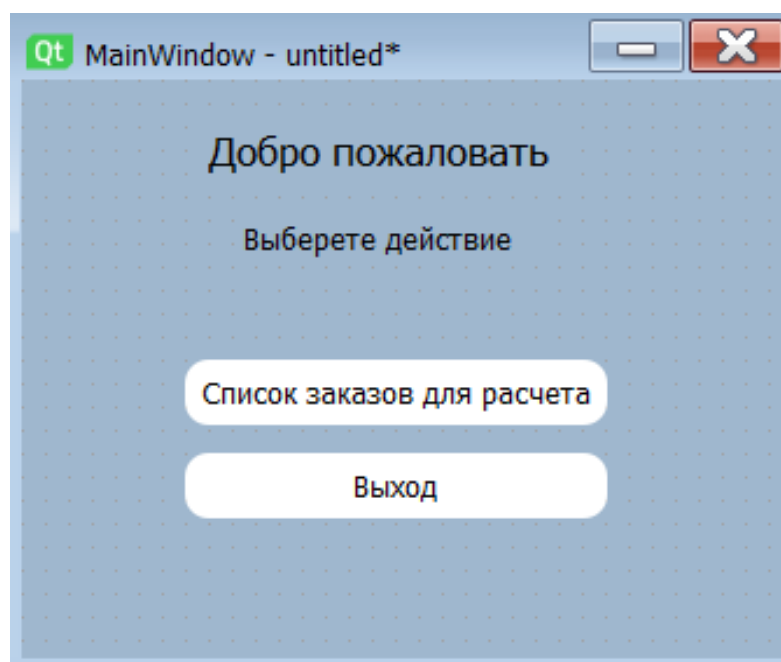 Qt MainWindow - untitled*
Добро пожаловать
Выберете действие
Список заказов для расчета
Выход